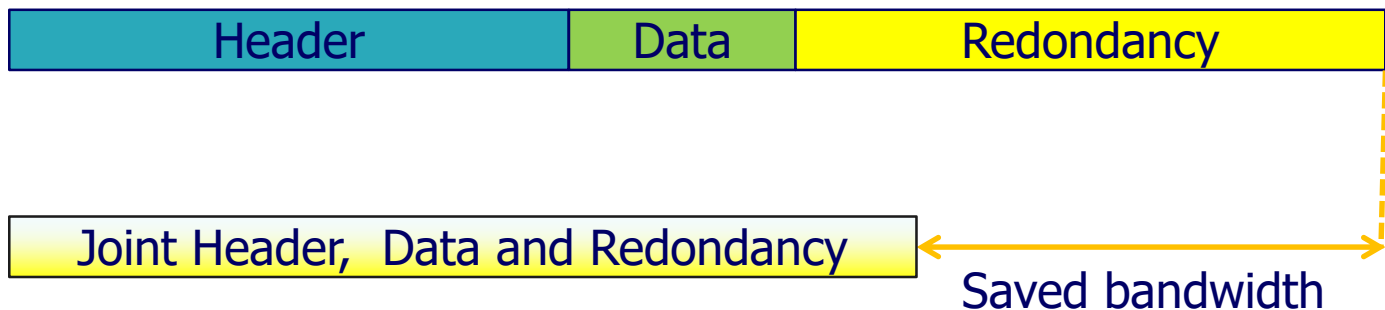 Header Data Redondancy
Joint Header, Data and Redondancy
Saved bandwidth